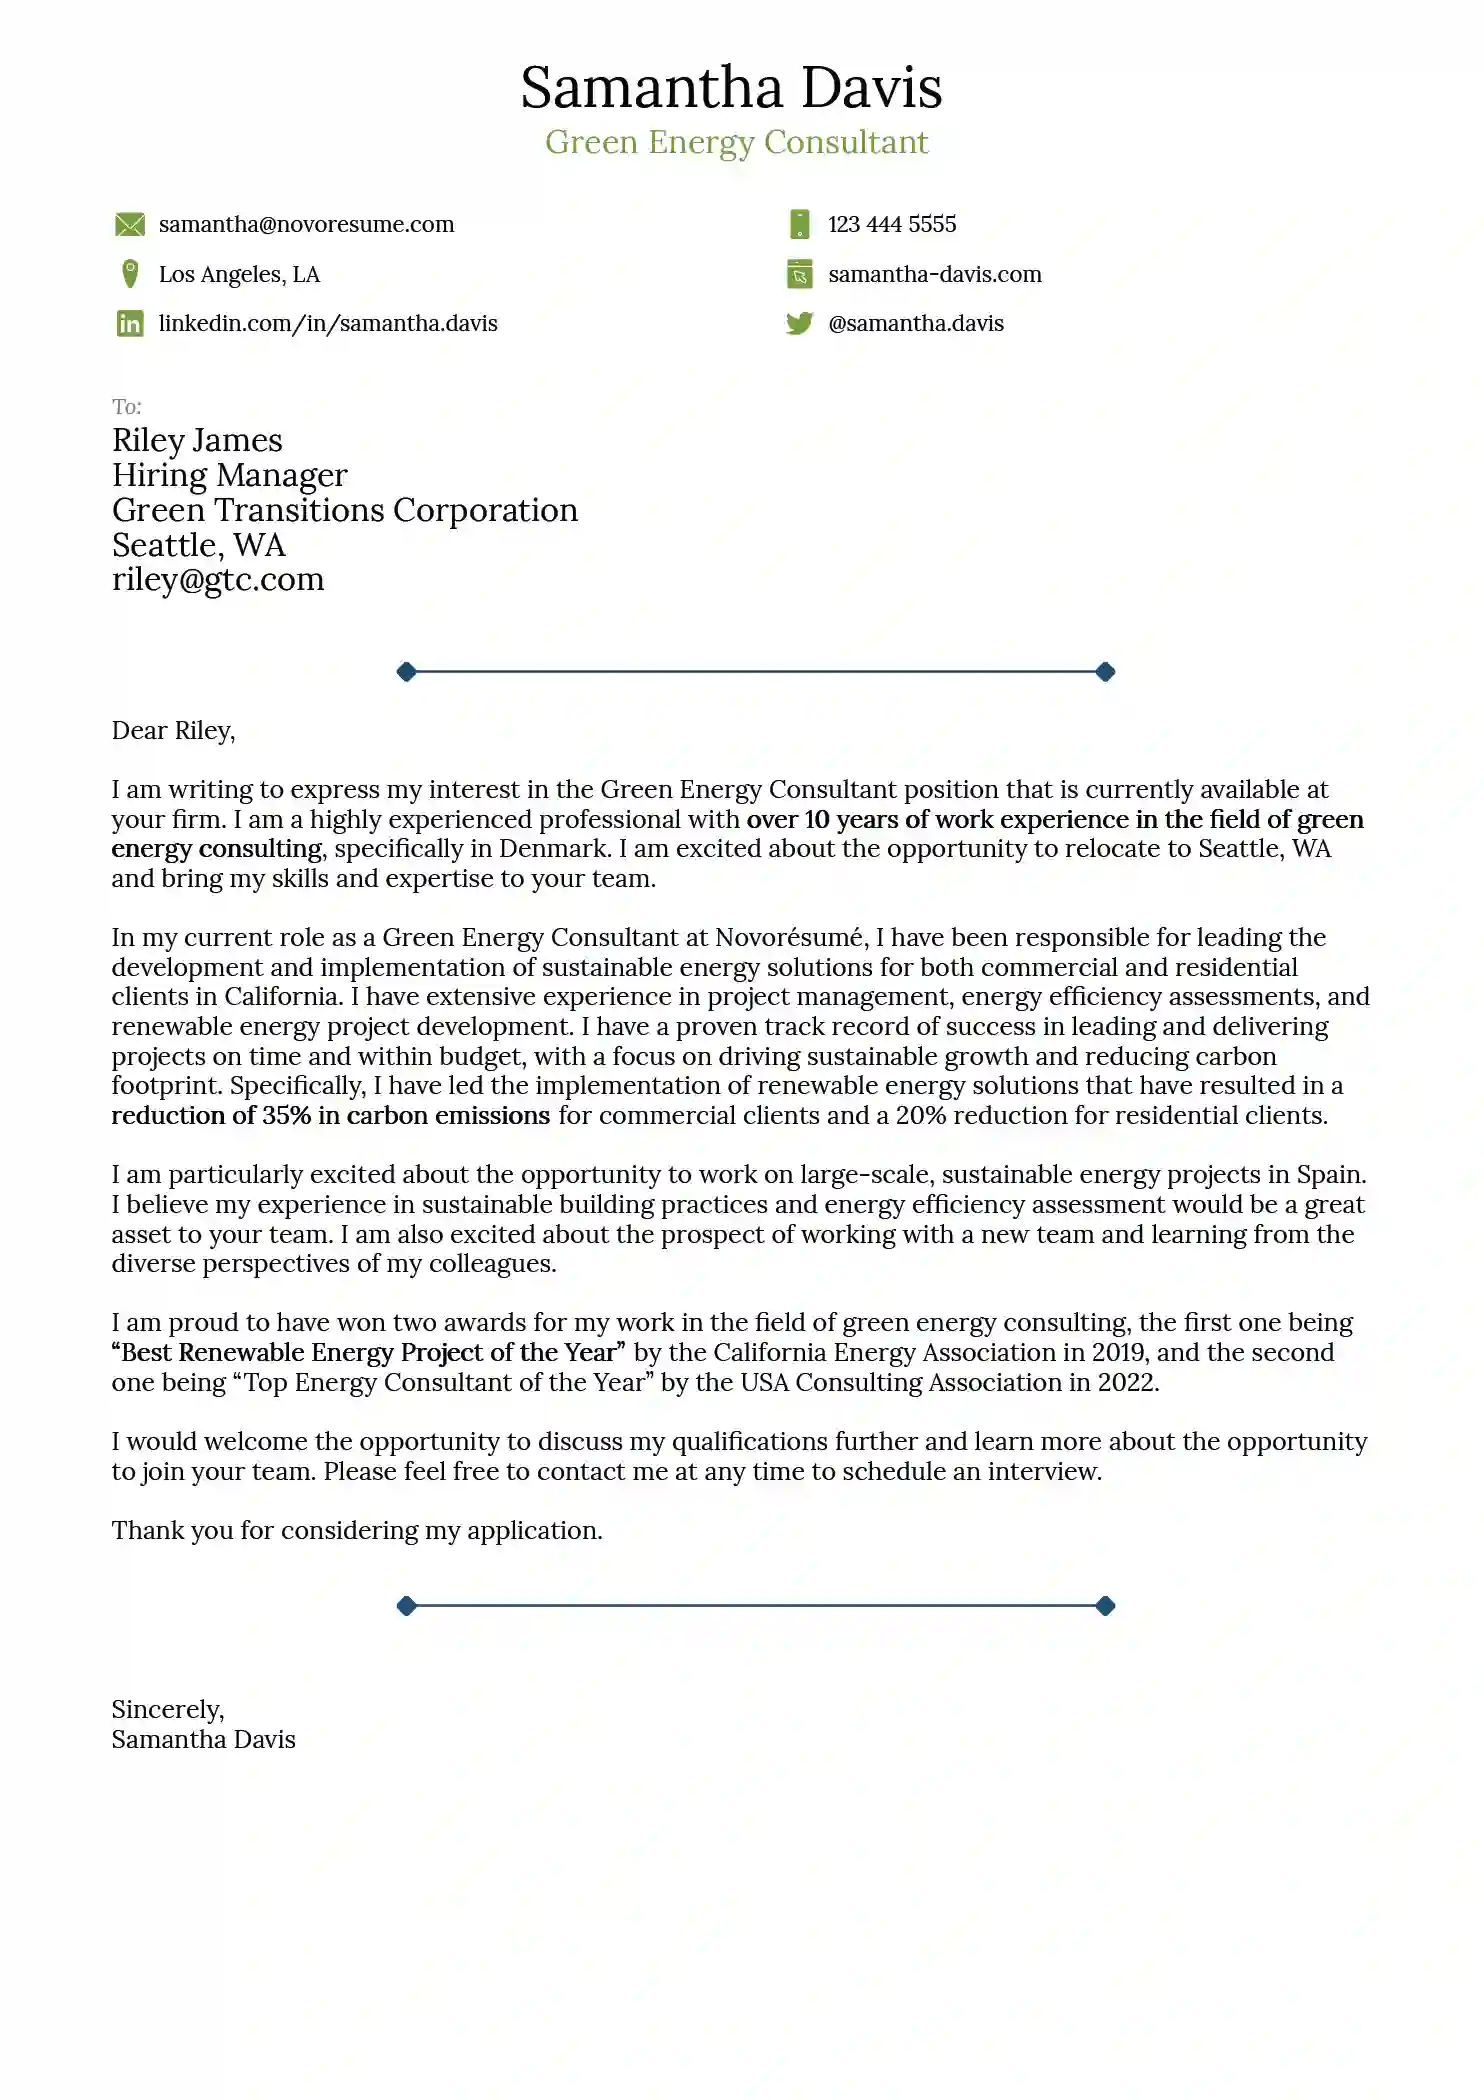 Samantha Davis
Green Energy Consultant
samantha@novoresume.com
123 444 5555
Los Angeles, LA
samantha-davis.com
linkedin.com/in/samantha.davis
@samantha.davis
To:
Riley James
Hiring Manager
Green Transitions Corporation
Seattle, WA
riley@gtc.com
Dear Riley,
I am writing to express my interest in the Green Energy Consultant position that is currently available at
your firm. I am a highly experienced professional with over 10 years of work experience in the field of green
energy consulting, specifically in Denmark. I am excited about the opportunity to relocate to Seattle, WA
and bring my skills and expertise to your team.
In my current role as a Green Energy Consultant at Novorésumé, I have been responsible for leading the
development and implementation of sustainable energy solutions for both commercial and residential
clients in California. I have extensive experience in project management, energy efficiency assessments, and
renewable energy project development. I have a proven track record of success in leading and delivering
projects on time and within budget, with a focus on driving sustainable growth and reducing carbon
footprint. Specifically, I have led the implementation of renewable energy solutions that have resulted in a
reduction of 35% in carbon emissions for commercial clients and a 20% reduction for residential clients.
I am particularly excited about the opportunity to work on large-scale, sustainable energy projects in Spain.
I believe my experience in sustainable building practices and energy efficiency assessment would be a great
asset to your team. I am also excited about the prospect of working with a new team and learning from the
diverse perspectives of my colleagues.
I am proud to have won two awards for my work in the field of green energy consulting, the first one being
“Best Renewable Energy Project of the Year” by the California Energy Association in 2019, and the second
one being “Top Energy Consultant of the Year” by the USA Consulting Association in 2022.
I would welcome the opportunity to discuss my qualifications further and learn more about the opportunity
to join your team. Please feel free to contact me at any time to schedule an interview.
Thank you for considering my application.
Sincerely,
Samantha Davis